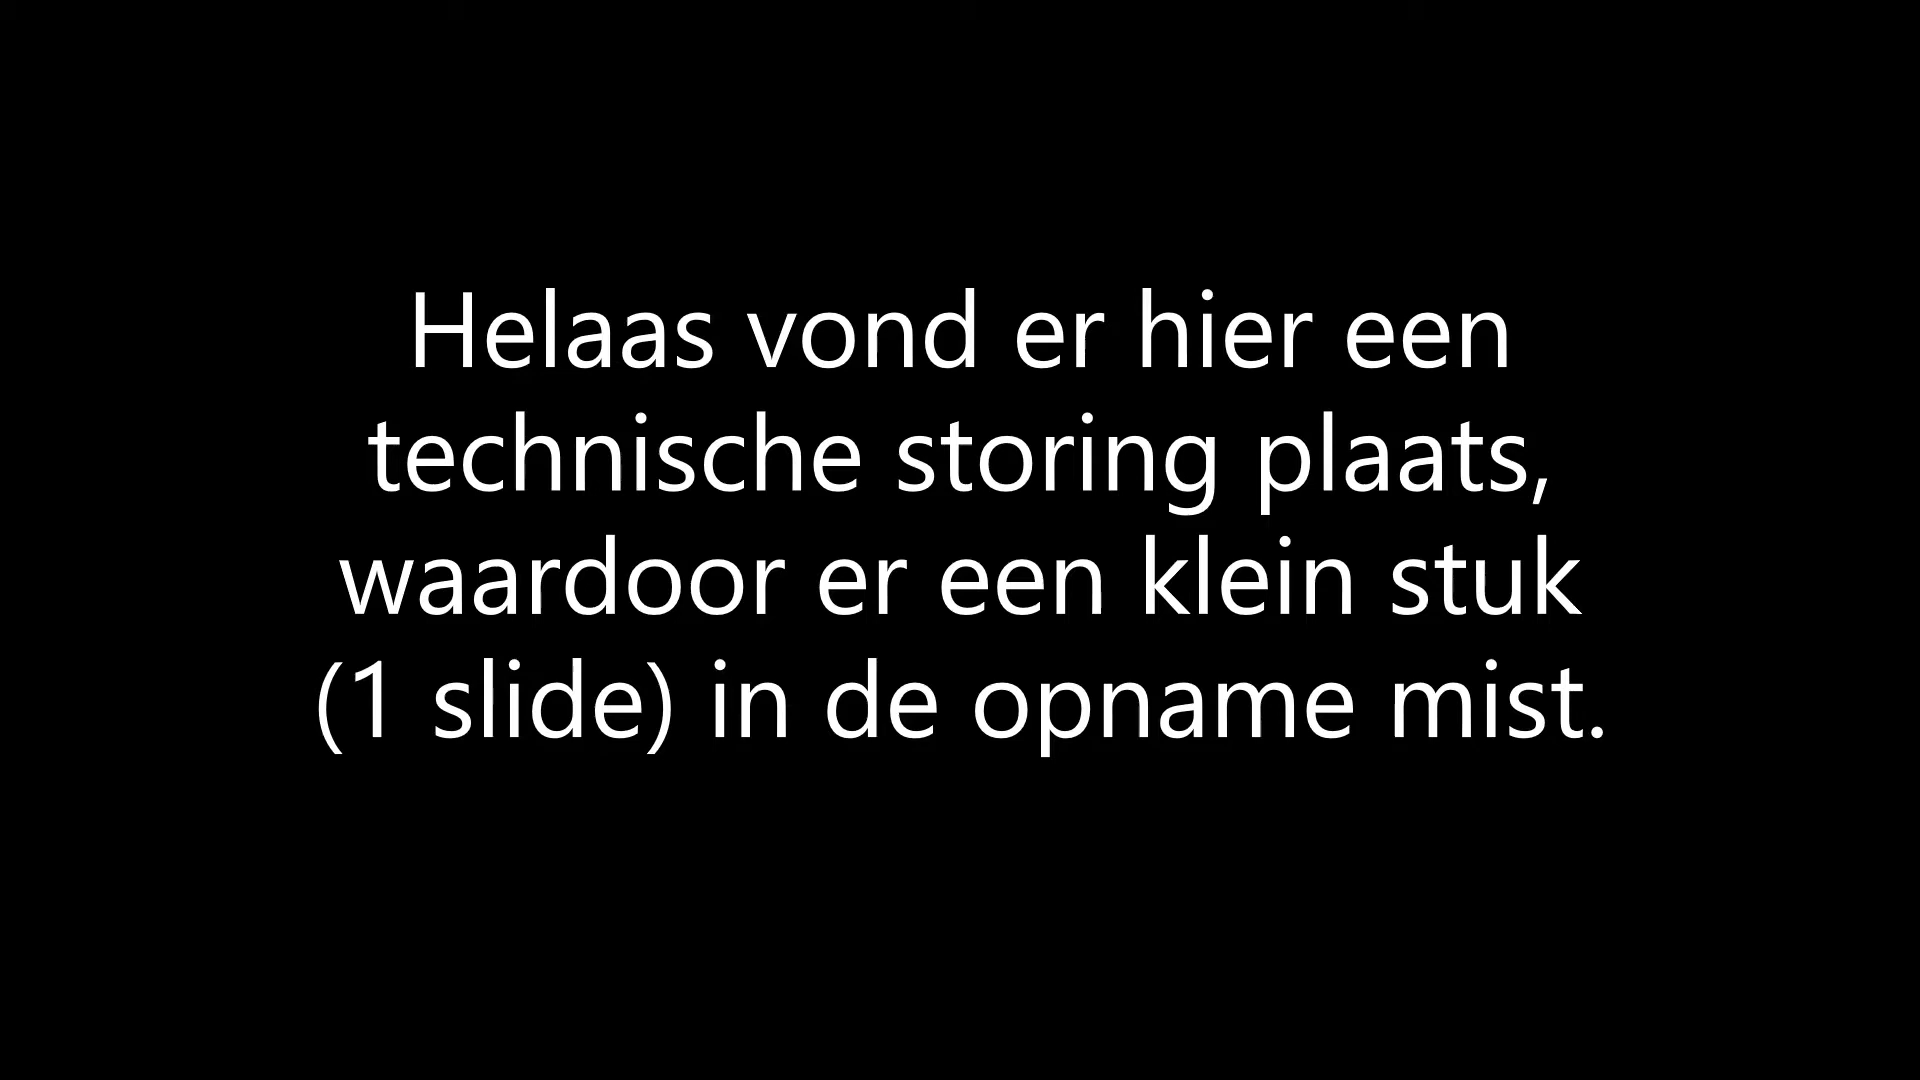 Helaas vond er hier een
technische storing plaats,
waardoor er een klein stuk
(1 slide) in de opname mist.